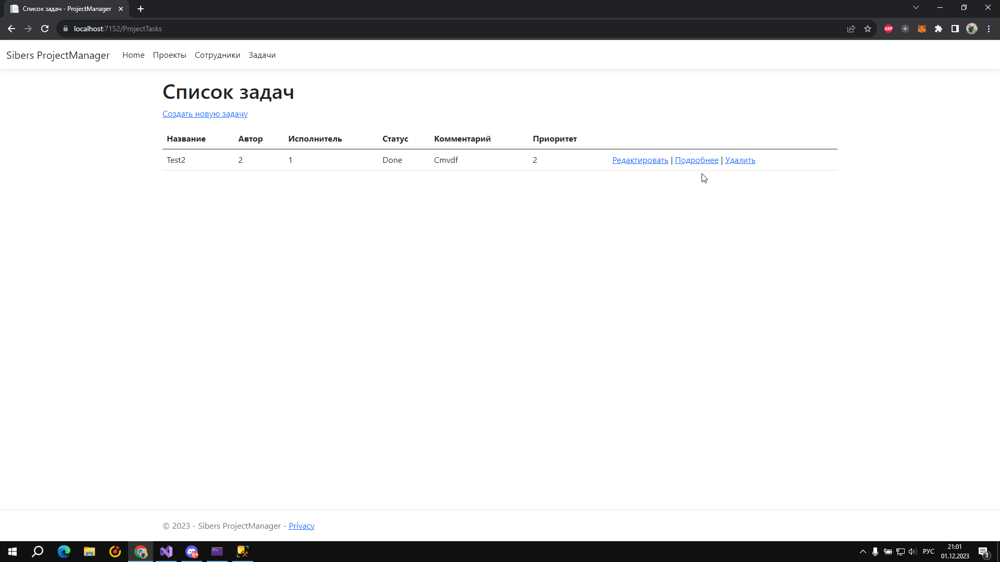 Список задач - ProjectManager
localhost:7152/ProjectTasks
ABP
Sibers ProjectManager Home Проекты Сотрудники Задачи
Список задач
Создать новую задачу
Название Автор Исполнитель Статус Комментарий Приоритет
Test2 2 1 Done Cmvdf 2 Редактировать | Подробнее | Удалить
© 2023 - Sibers ProjectManager - Privacy
9+
РУС
21:01
01.12.2023
3